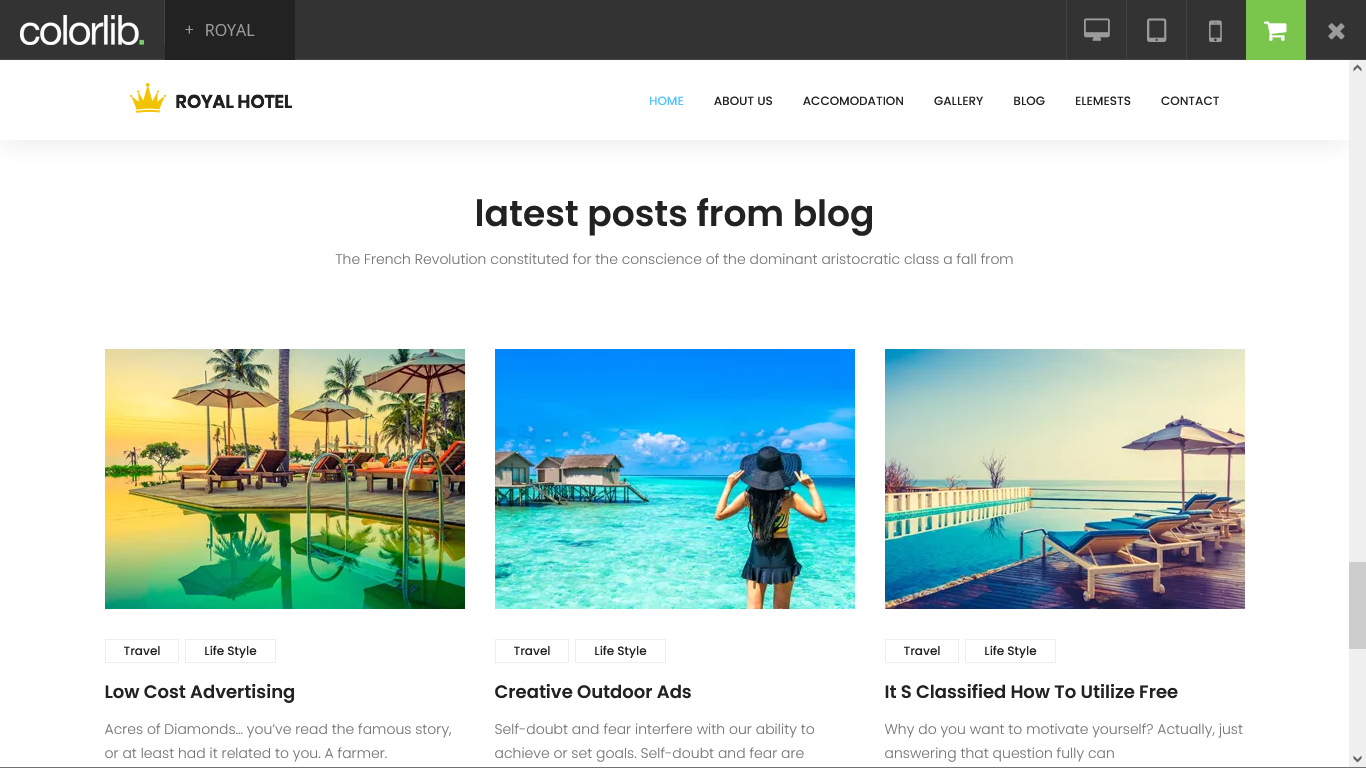 colorlib.
+ ROYAL
ROYAL HOTEL
HOME
ABOUT US
ACCOMODATION
GALLERY
BLOG
ELEMESTS
CONTACT
latest posts from blog
The French Revolution constituted for the conscience of the dominant aristocratic class a fall from
Travel
Life Style
Low Cost Advertising
Acres of Diamonds… you’ve read the famous story,
or at least had it related to you. A farmer.
Travel
Life Style
Creative Outdoor Ads
Self-doubt and fear interfere with our ability to
achieve or set goals. Self-doubt and fear are
Travel
Life Style
It S Classified How To Utilize Free
Why do you want to motivate yourself? Actually, just
answering that question fully can